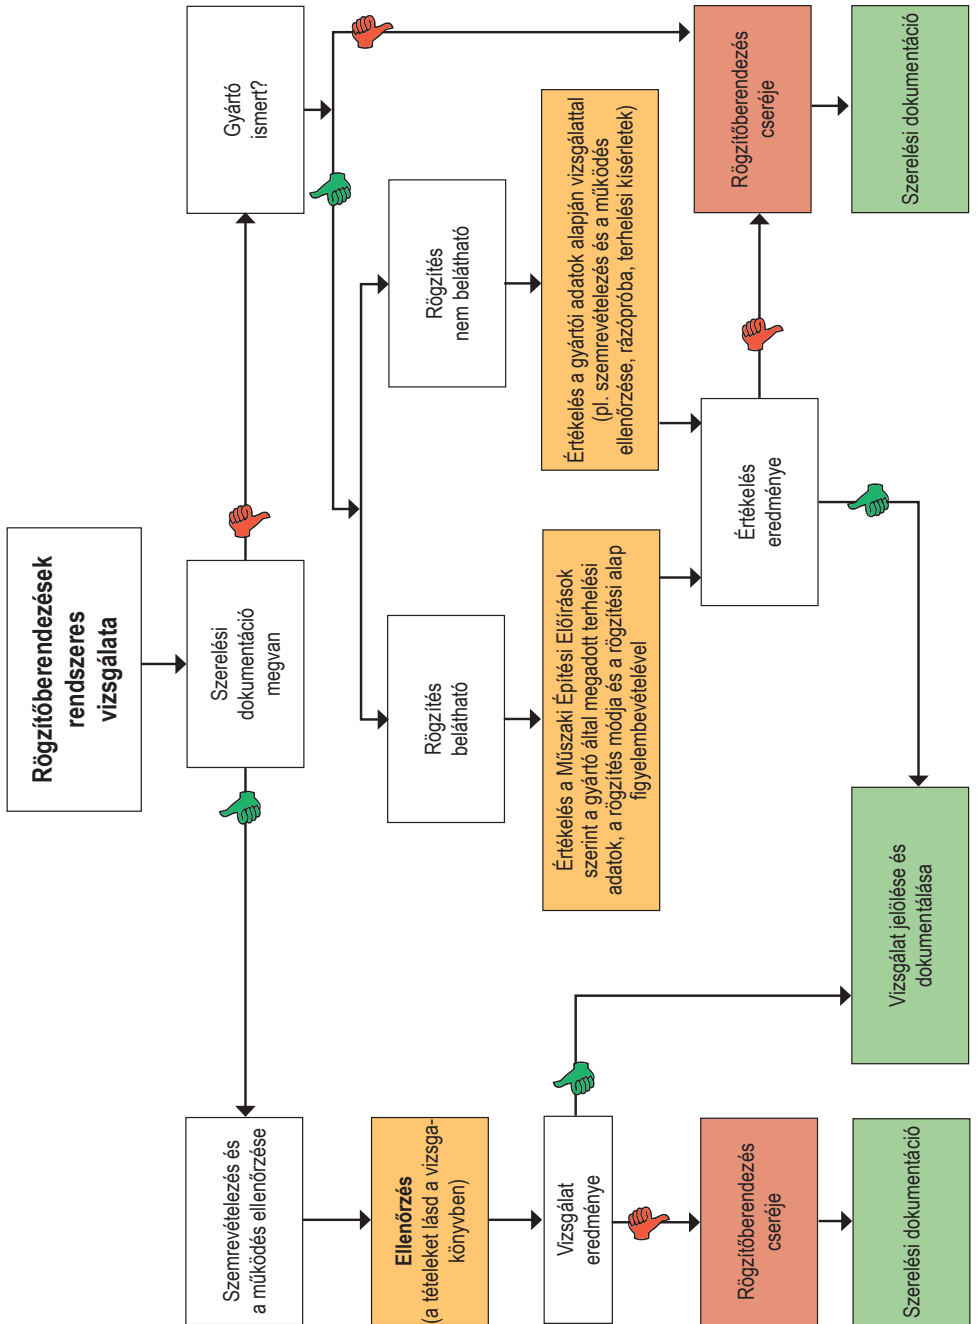 Rögzítőberendezések
rendszeres
vizsgálata
Szerelési
dokumentáció
megvan
Szemrevételezés és
a működés ellenőrzése
Ellenőrzés
(a tételeket lásd a vizsga-
könyvben)
Vizsgálat
eredménye
Rögzítőberendezés
cseréje
Szerelési dokumentáció
Gyártó
ismert?
Rögzítés
belátható
Rögzítés
nem belátható
Értékelés a Műszaki Építési Előírások
szerint a gyártó által megadott terhelési
adatok, a rögzítés módja és a rögzítési alap
figyelembevételével
Értékelés a gyártói adatok alapján vizsgálattal
(pl. szemrevételezés és a működés
ellenőrzése, rázópróba, terhelési kísérletek)
Értékelés
eredménye
Vizsgálat jelölése és
dokumentálása
Rögzítőberendezés
cseréje
Szerelési dokumentáció